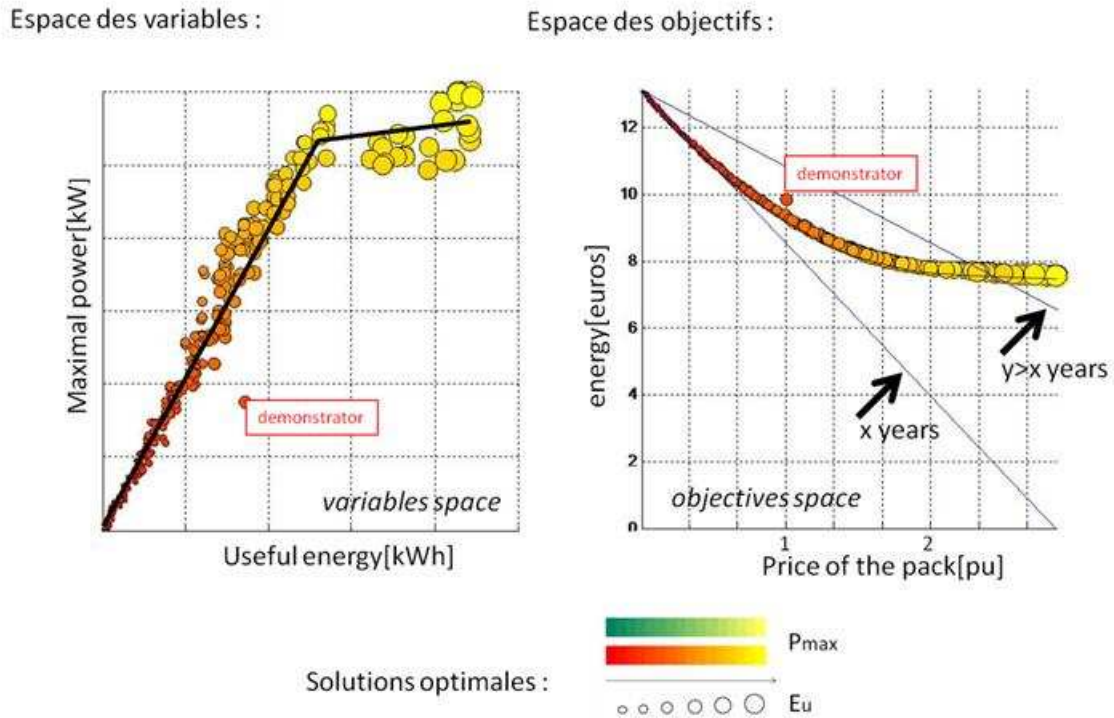 Espace des variables :
Espace des objectifs :
Maximal power[kW]
demonstrator
variables space
Useful energy[kWh]
energy[euros]
12
10
8
6
4
2
0
demonstrator
y>x years
x years
objectives space
1
2
Price of the pack[pu]
Pmax
Solutions optimales :
Eu